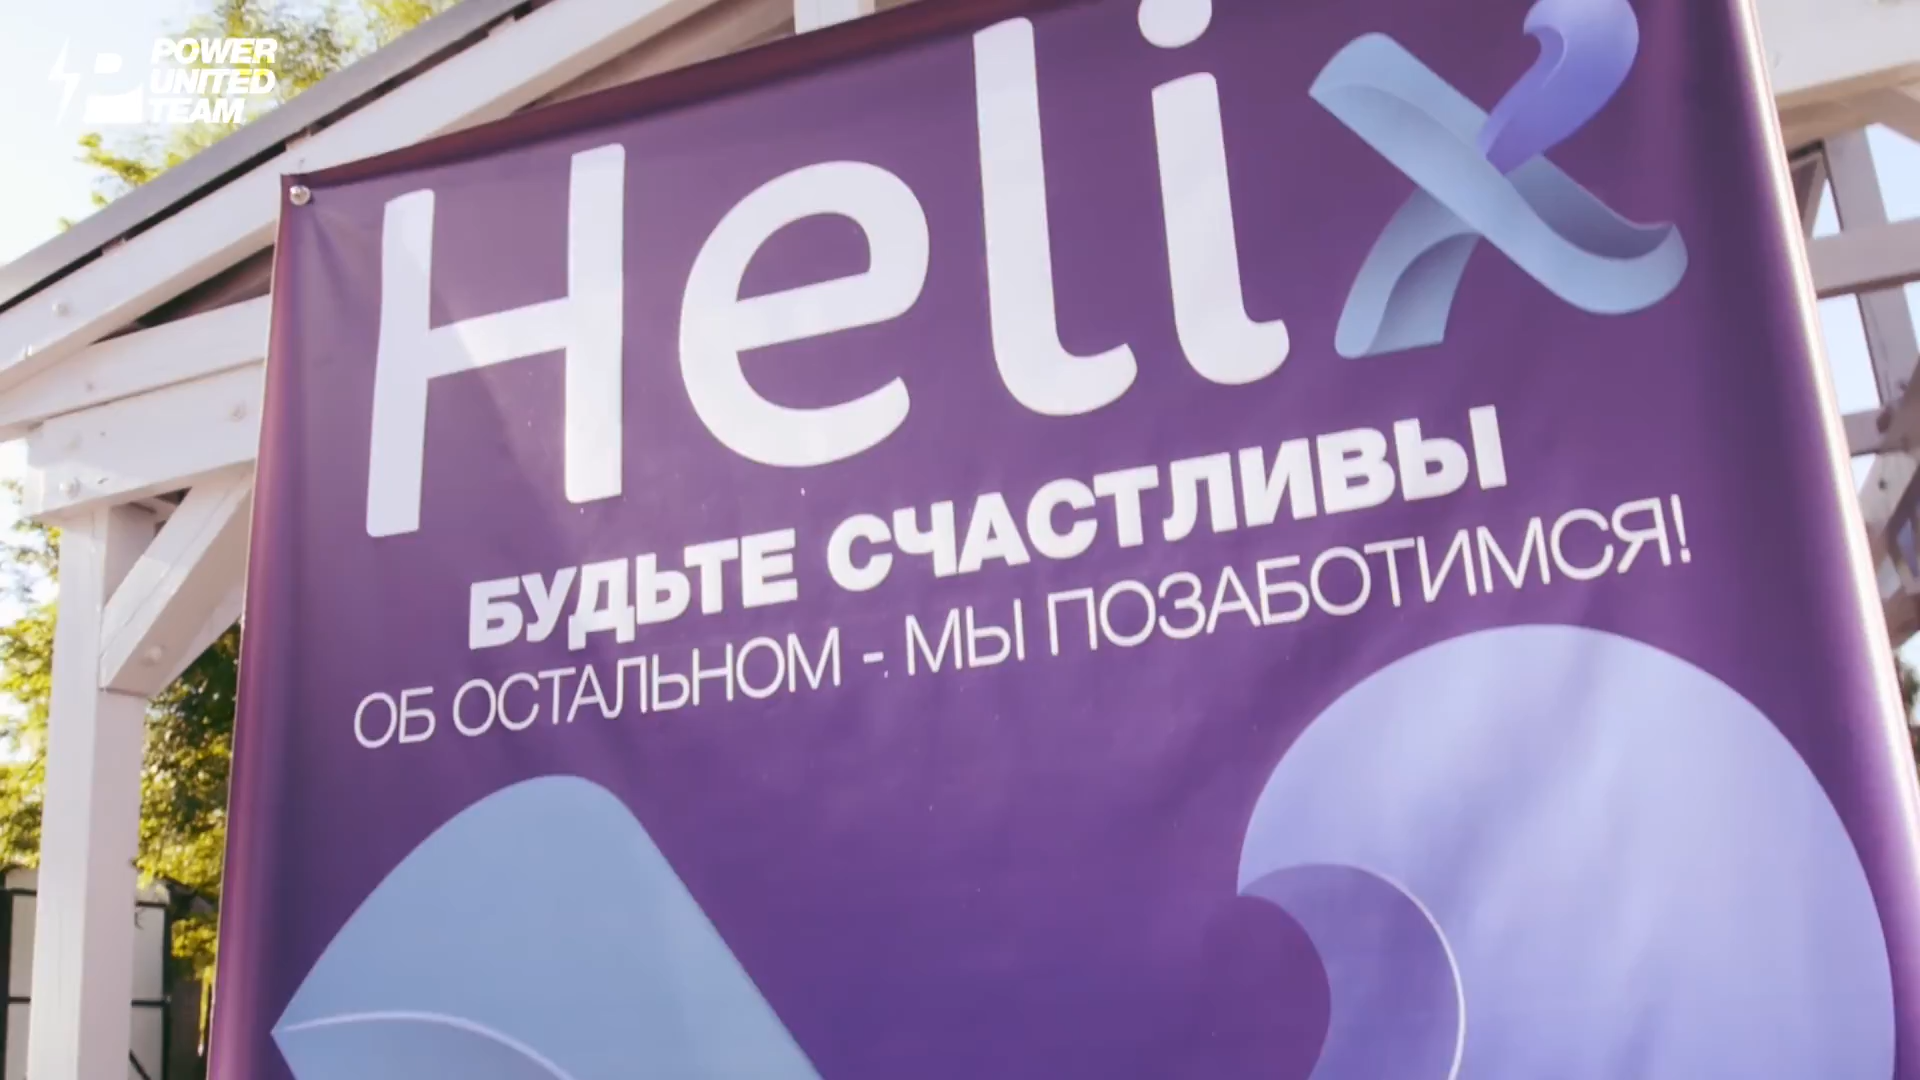 POWER
UNITED
TEAM
Helix
БУДЬТЕ СЧАСТЛИВЫ
ОБ ОСТАЛЬНОМ - МЫ ПОЗАБОТИМСЯ!